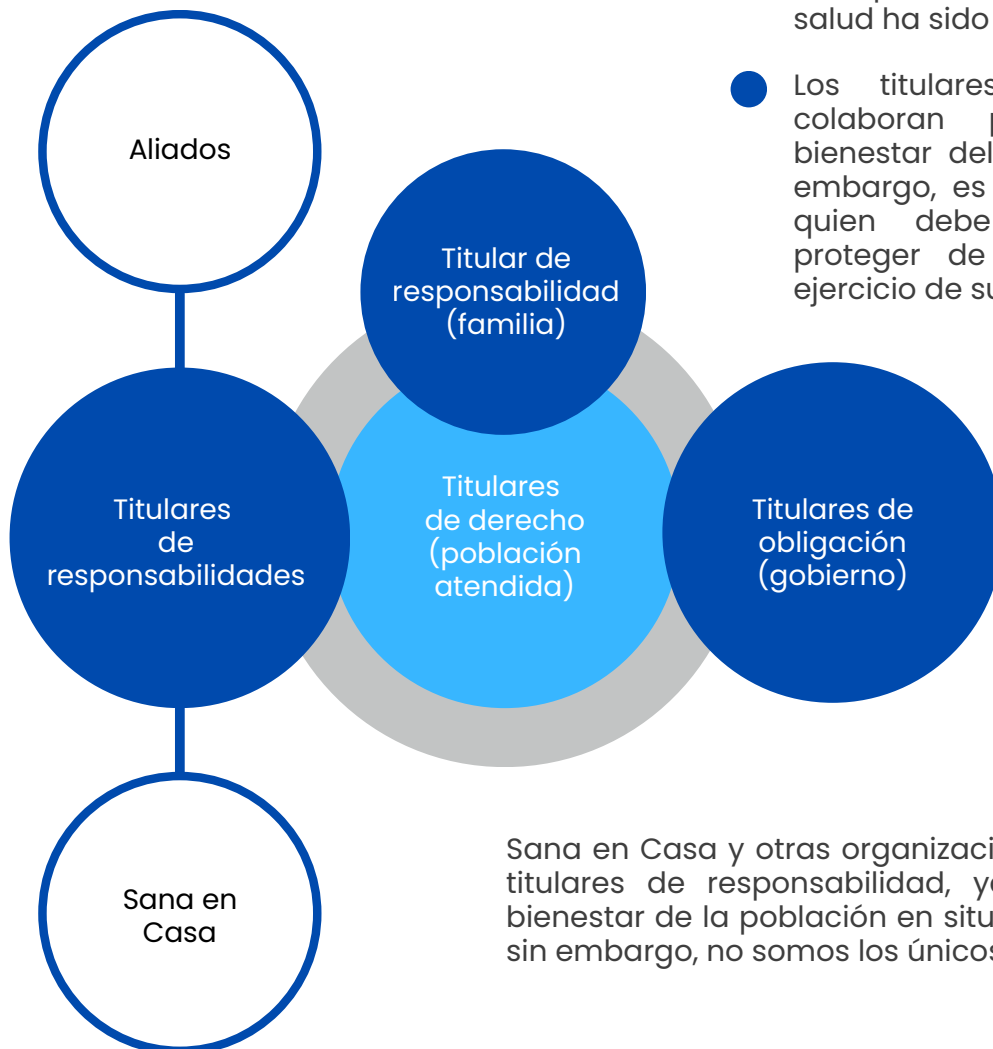 salud ha sido
Los titulares
colaboran
bienestar del
embargo, es
quien debe
proteger de
ejercicio de
Aliados
Titular de
responsabilidad
(familia)
Titulares
de
responsabilidades
Titulares
de derecho
(población
atendida)
Titulares de
obligación
(gobierno)
Sana en
Casa
Sana en Casa y otras
titulares de responsabilidad,
bienestar de la población en
sin embargo, no somos los únicos